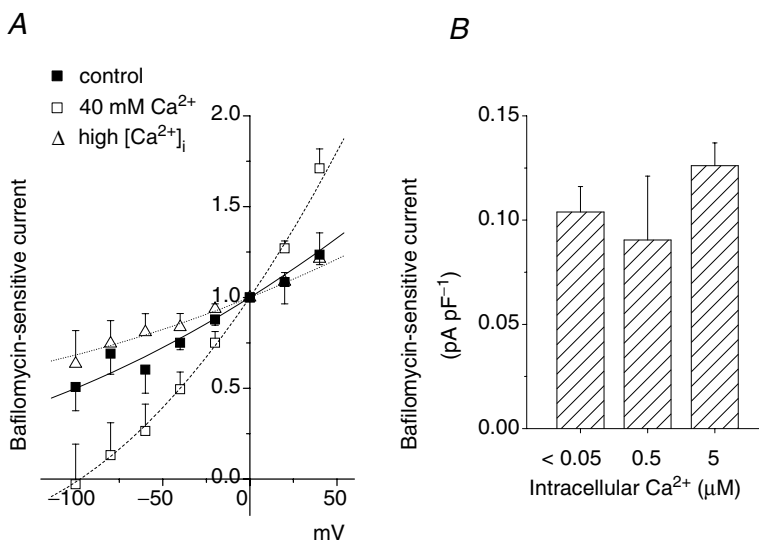 A
control
40 mM Ca²⁺
high [Ca²⁺]ᵢ
Bafilomycin-sensitive current
2.0
1.5
1.0
0.5
0.0
−100
−50
0
50
mV
B
Bafilomycin-sensitive current
(pA pF⁻¹)
0.15
0.10
0.05
0.00
< 0.05
0.5
5
Intracellular Ca²⁺ (μM)